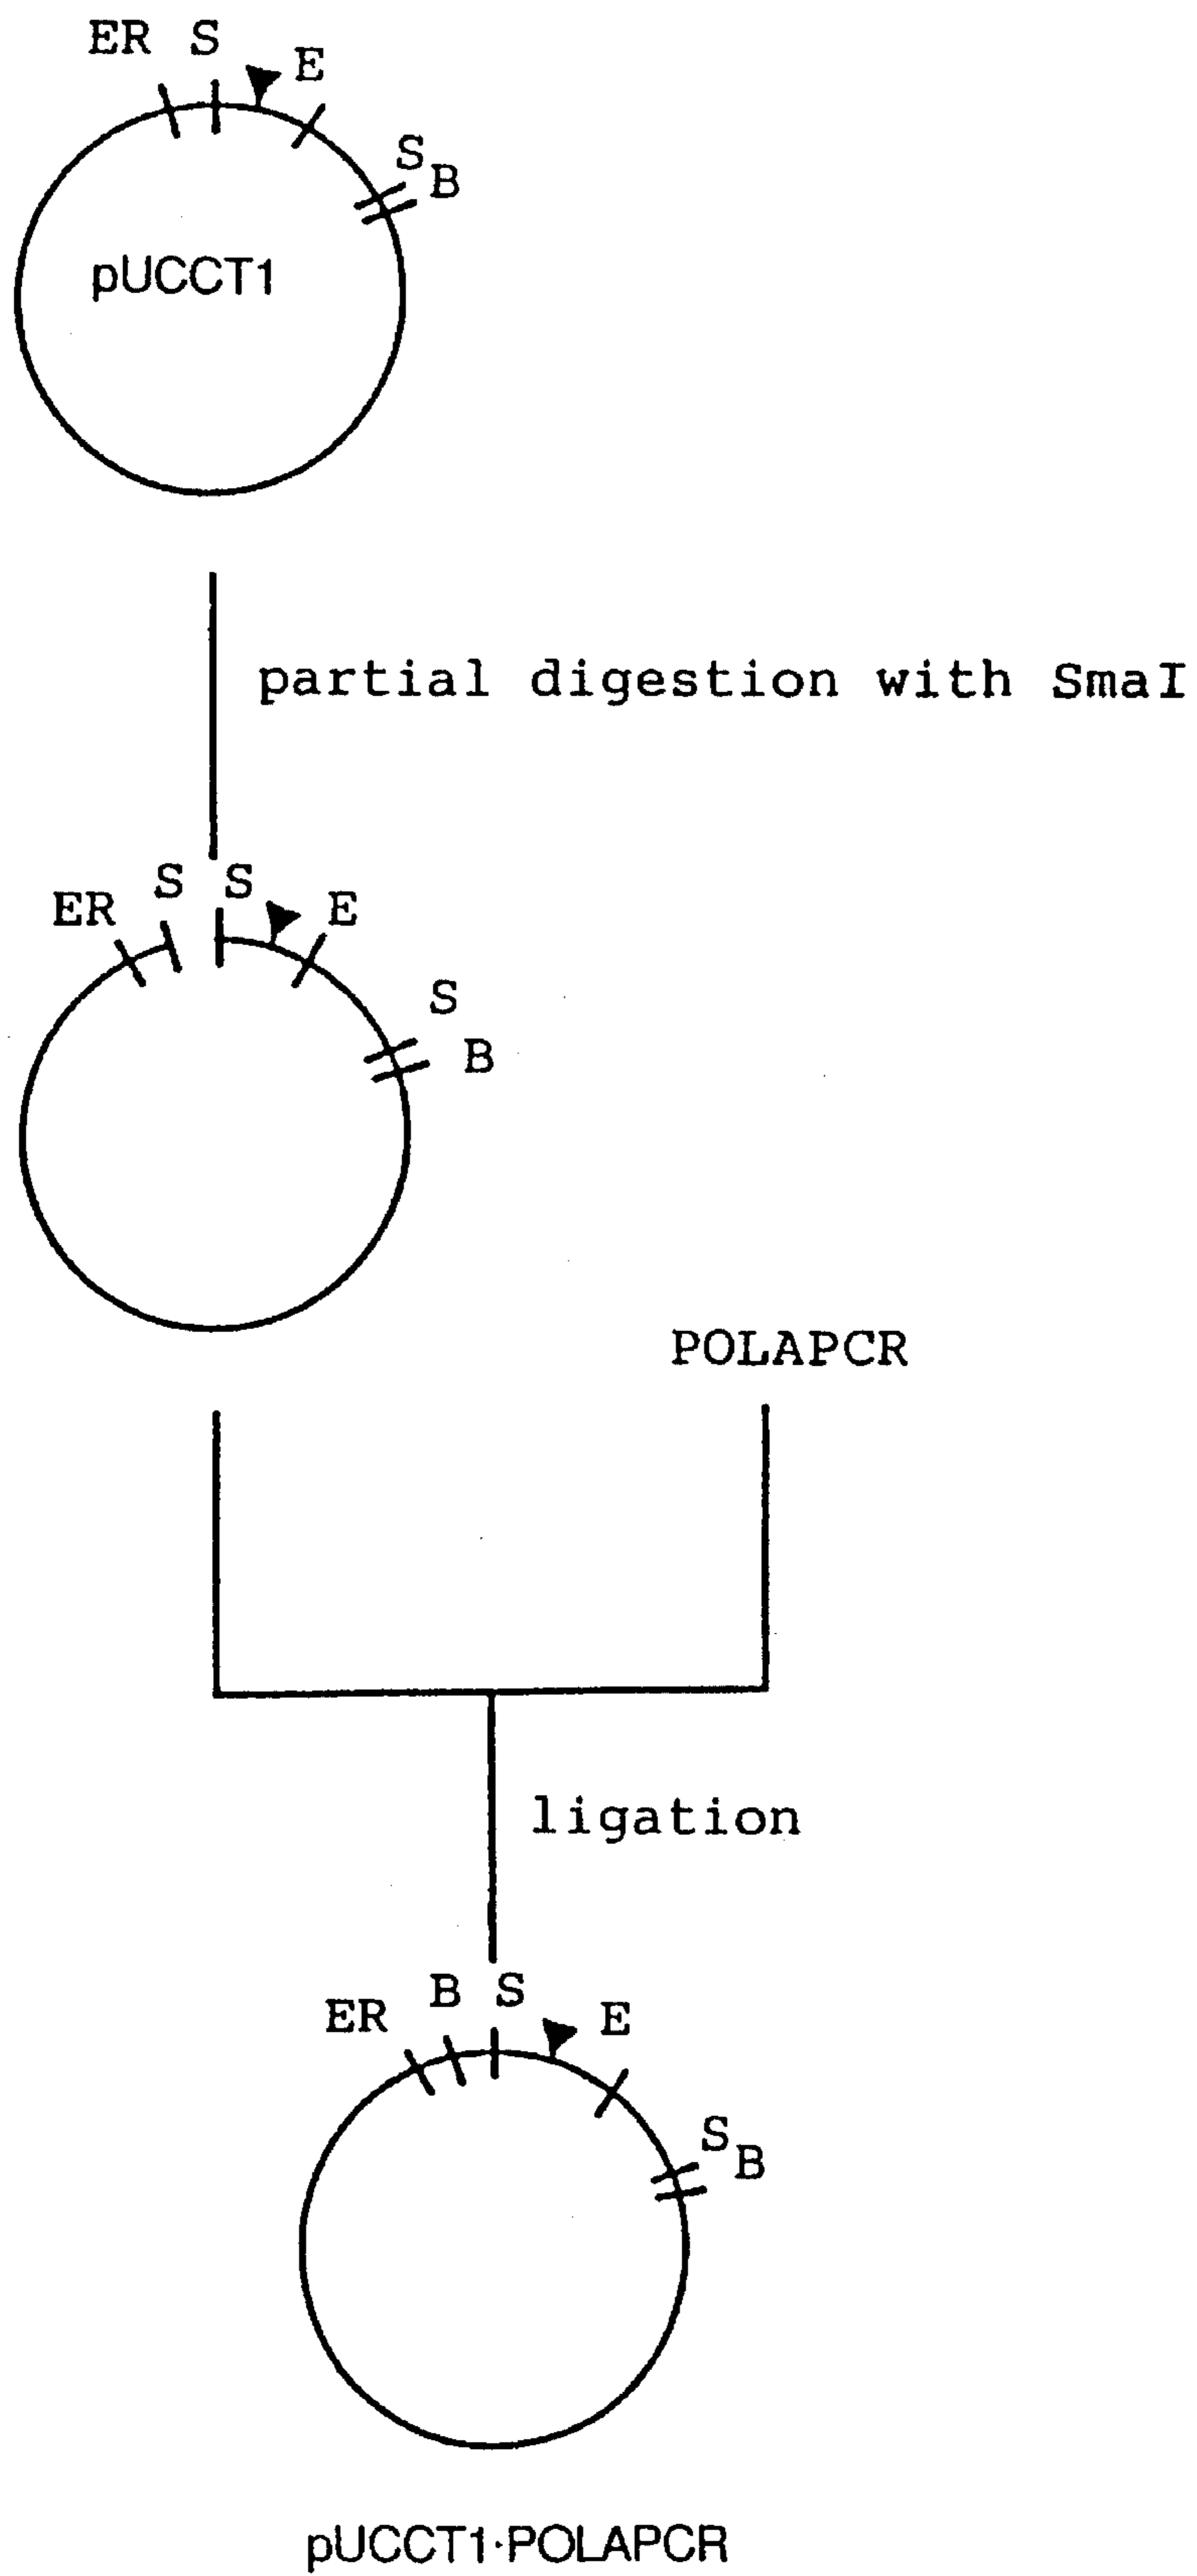 ER S E
S B
pUCCT1
partial digestion with SmaI
S S
ER E
S
B
POLAPCR
ligation
B S
ER E
S B
pUCCT1·POLAPCR